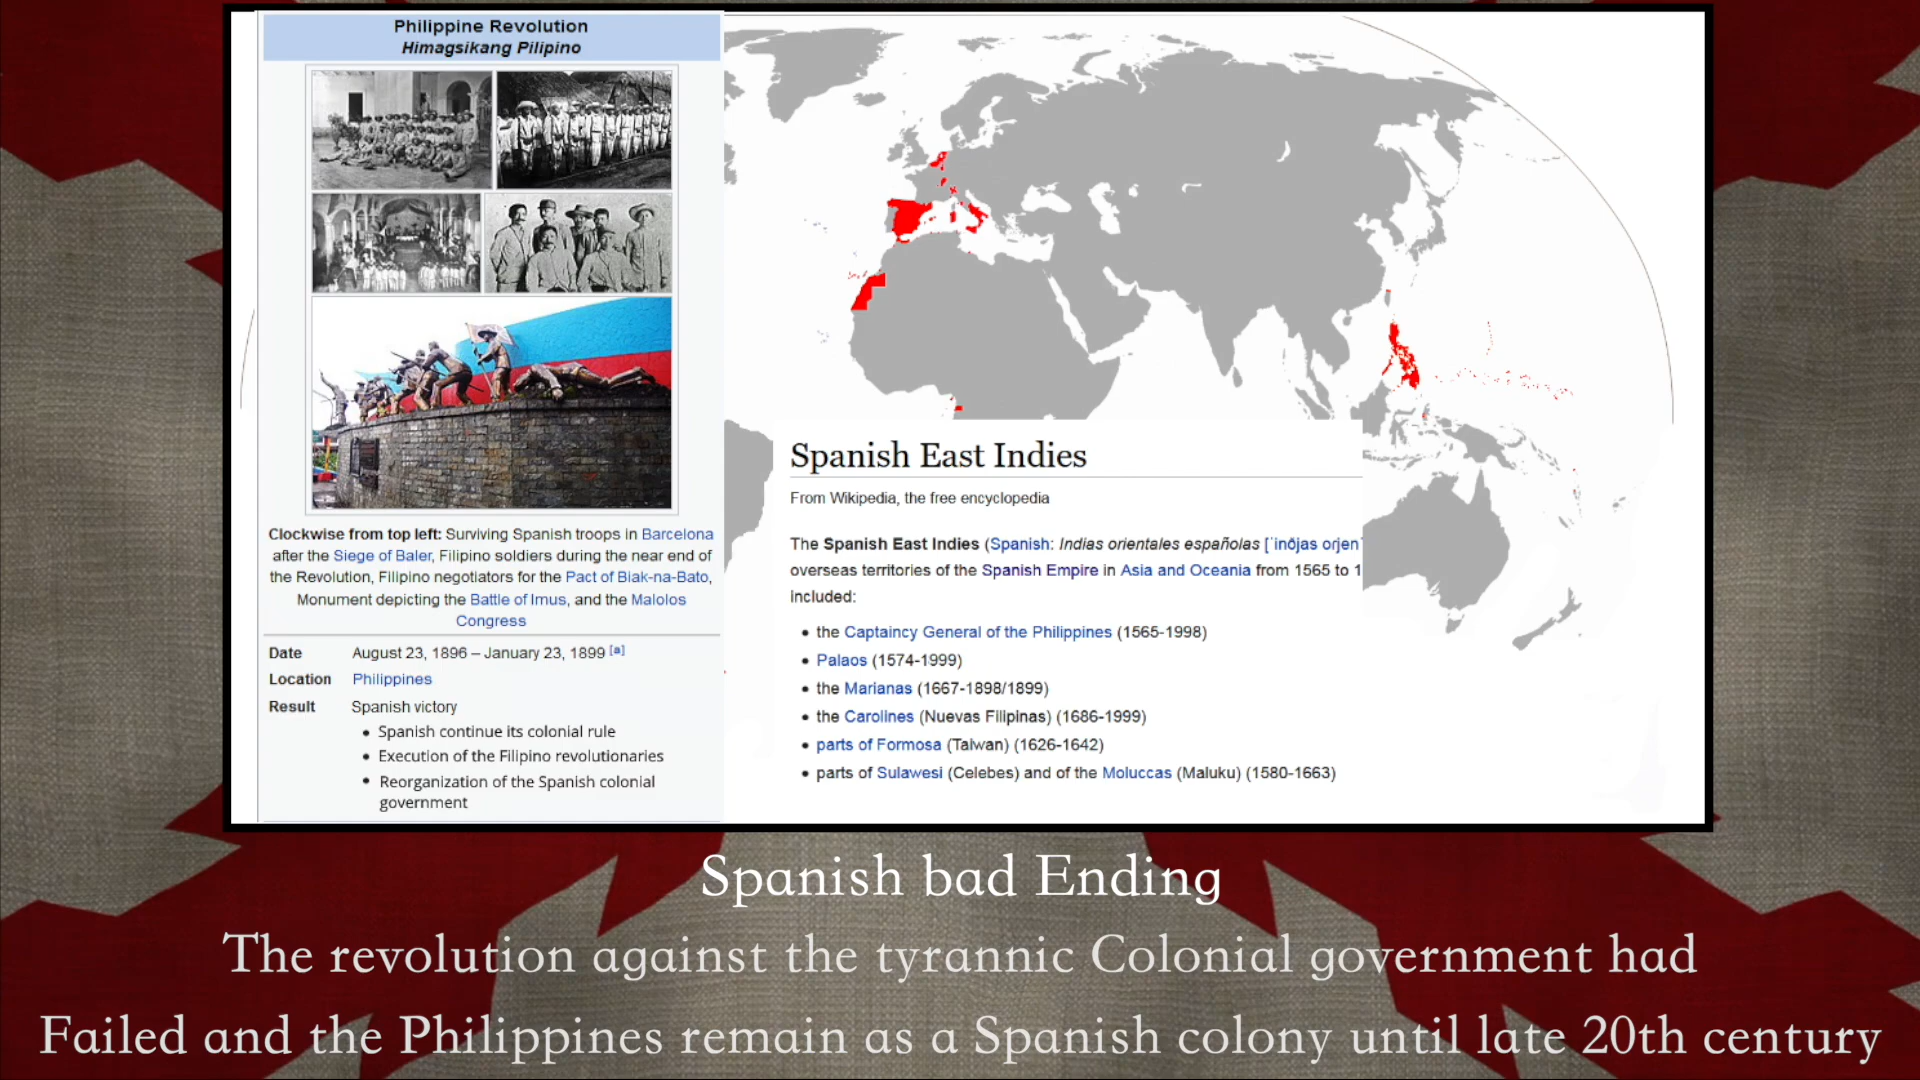 Philippine Revolution
Himagsikang Pilipino
Clockwise from top left: Surviving Spanish troops in Barcelona
after the Siege of Baler, Filipino soldiers during the near end of
the Revolution, Filipino negotiators for the Pact of Biak-na-Bato,
Monument depicting the Battle of Imus, and the Malolos
Congress
Date August 23, 1896 – January 23, 1899 [a]
Location Philippines
Result Spanish victory
• Spanish continue its colonial rule
• Execution of the Filipino revolutionaries
• Reorganization of the Spanish colonial
government
Spanish East Indies
From Wikipedia, the free encyclopedia
The Spanish East Indies (Spanish: Indias orientales españolas [ˈindjas oɾjen
overseas territories of the Spanish Empire in Asia and Oceania from 1565 to 1
included:
• the Captaincy General of the Philippines (1565-1998)
• Palaos (1574-1999)
• the Marianas (1667-1898/1899)
• the Carolines (Nuevas Filipinas) (1686-1999)
• parts of Formosa (Taiwan) (1626-1642)
• parts of Sulawesi (Celebes) and of the Moluccas (Maluku) (1580-1663)
Spanish bad Ending
The revolution against the tyrannic Colonial government had
Failed and the Philippines remain as a Spanish colony until late 20th century